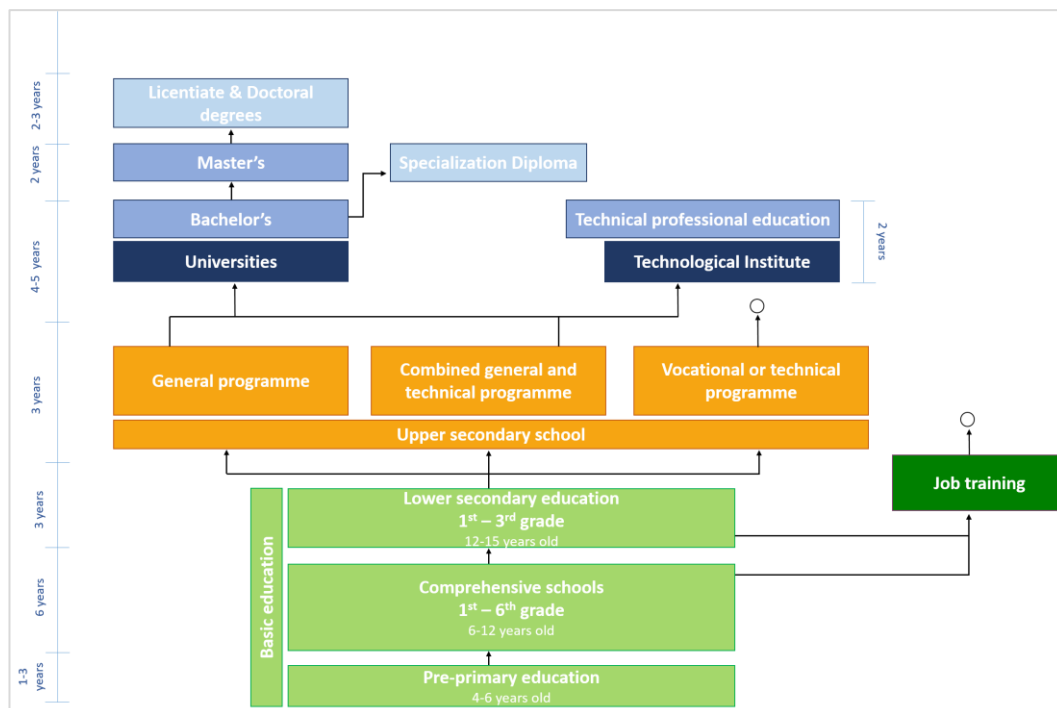 2-3 years
Licentiate & Doctoral
degrees
2 years
Master's
Specialization Diploma
4-5 years
Bachelor's
Technical professional education
2 years
Universities
Technological Institute
3 years
General programme
Combined general and
technical programme
Vocational or technical
programme
Upper secondary school
3 years
Basic education
Lower secondary education
1st – 3rd grade
12-15 years old
Job training
6 years
Comprehensive schools
1st – 6th grade
6-12 years old
1-3
years
Pre-primary education
4-6 years old